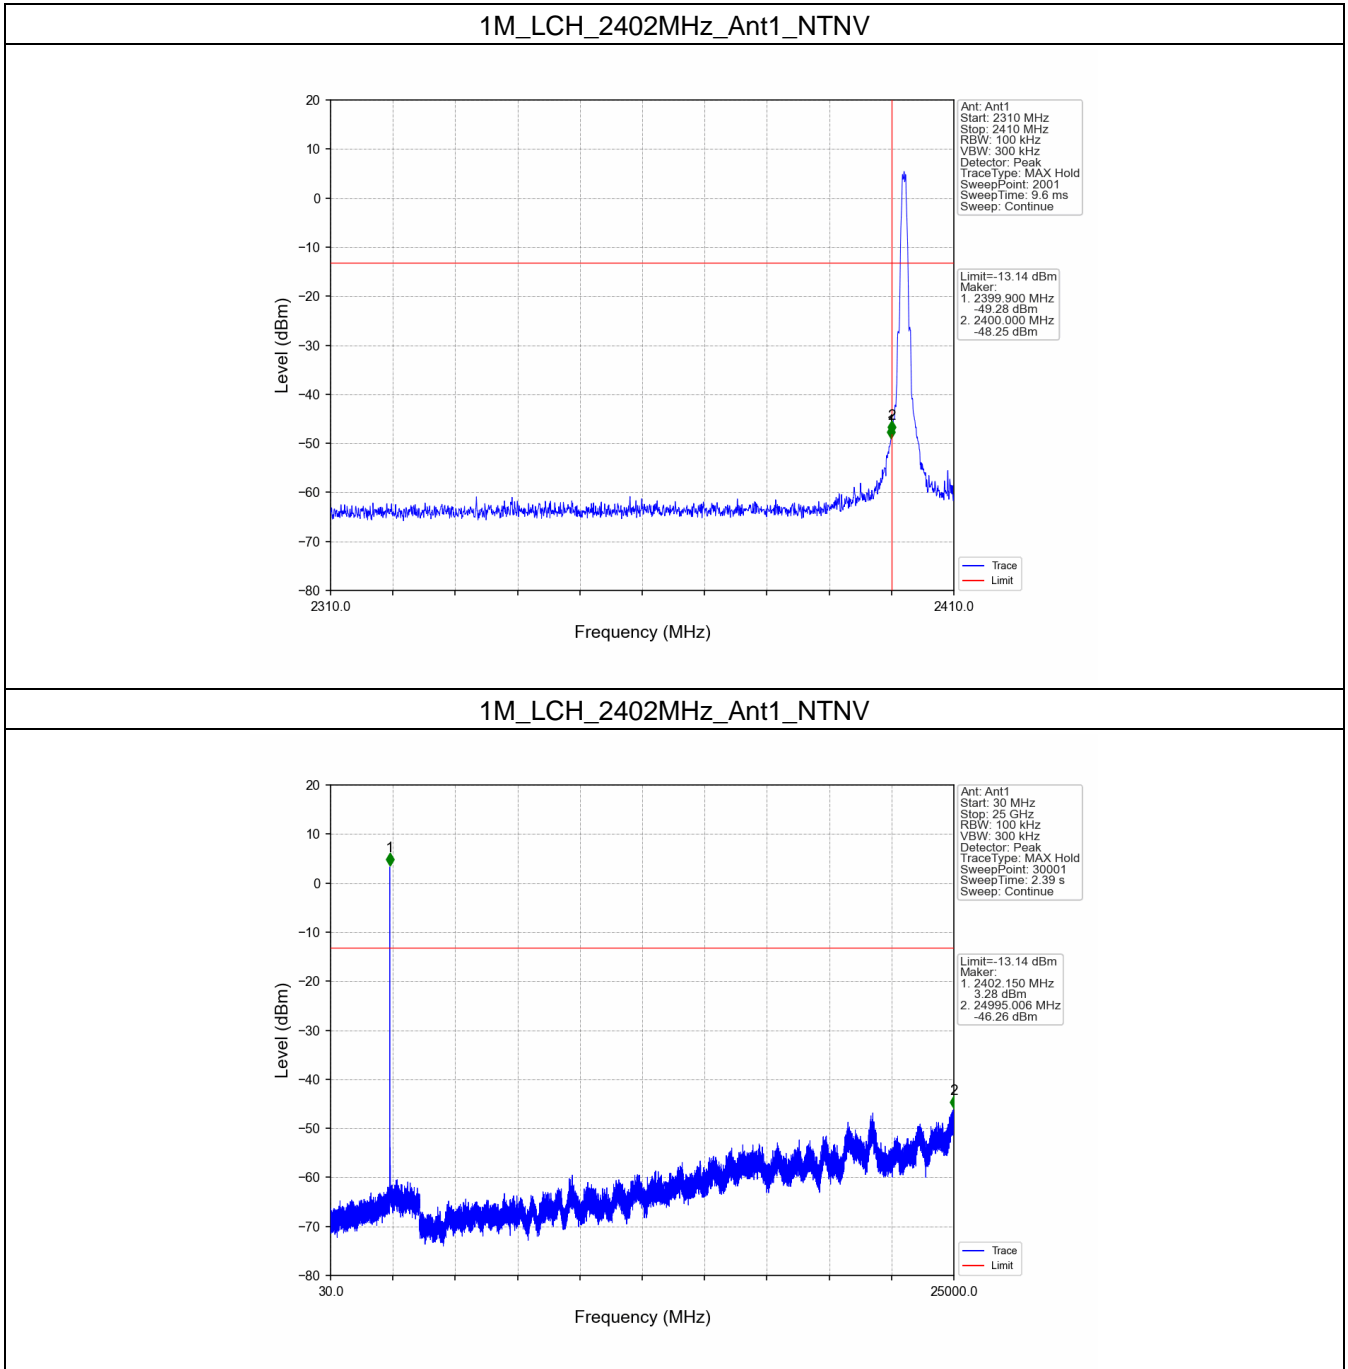 1M_LCH_2402MHz_Ant1_NTNV
20
10
0
−10
−20
−30
−40
−50
−60
−70
−80
Level (dBm)
2310.0
2410.0
Frequency (MHz)
2
Ant: Ant1
Start: 2310 MHz
Stop: 2410 MHz
RBW: 100 kHz
VBW: 300 kHz
Detector: Peak
TraceType: MAX Hold
SweepPoint: 2001
SweepTime: 9.6 ms
Sweep: Continue
Limit=-13.14 dBm
Maker:
1. 2399.900 MHz
-49.28 dBm
2. 2400.000 MHz
-48.25 dBm
Trace
Limit
1M_LCH_2402MHz_Ant1_NTNV
20
10
0
−10
−20
−30
−40
−50
−60
−70
−80
Level (dBm)
30.0
25000.0
Frequency (MHz)
1
2
Ant: Ant1
Start: 30 MHz
Stop: 25 GHz
RBW: 100 kHz
VBW: 300 kHz
Detector: Peak
TraceType: MAX Hold
SweepPoint: 30001
SweepTime: 2.39 s
Sweep: Continue
Limit=-13.14 dBm
Maker:
1. 2402.150 MHz
3.28 dBm
2. 24995.006 MHz
-46.26 dBm
Trace
Limit